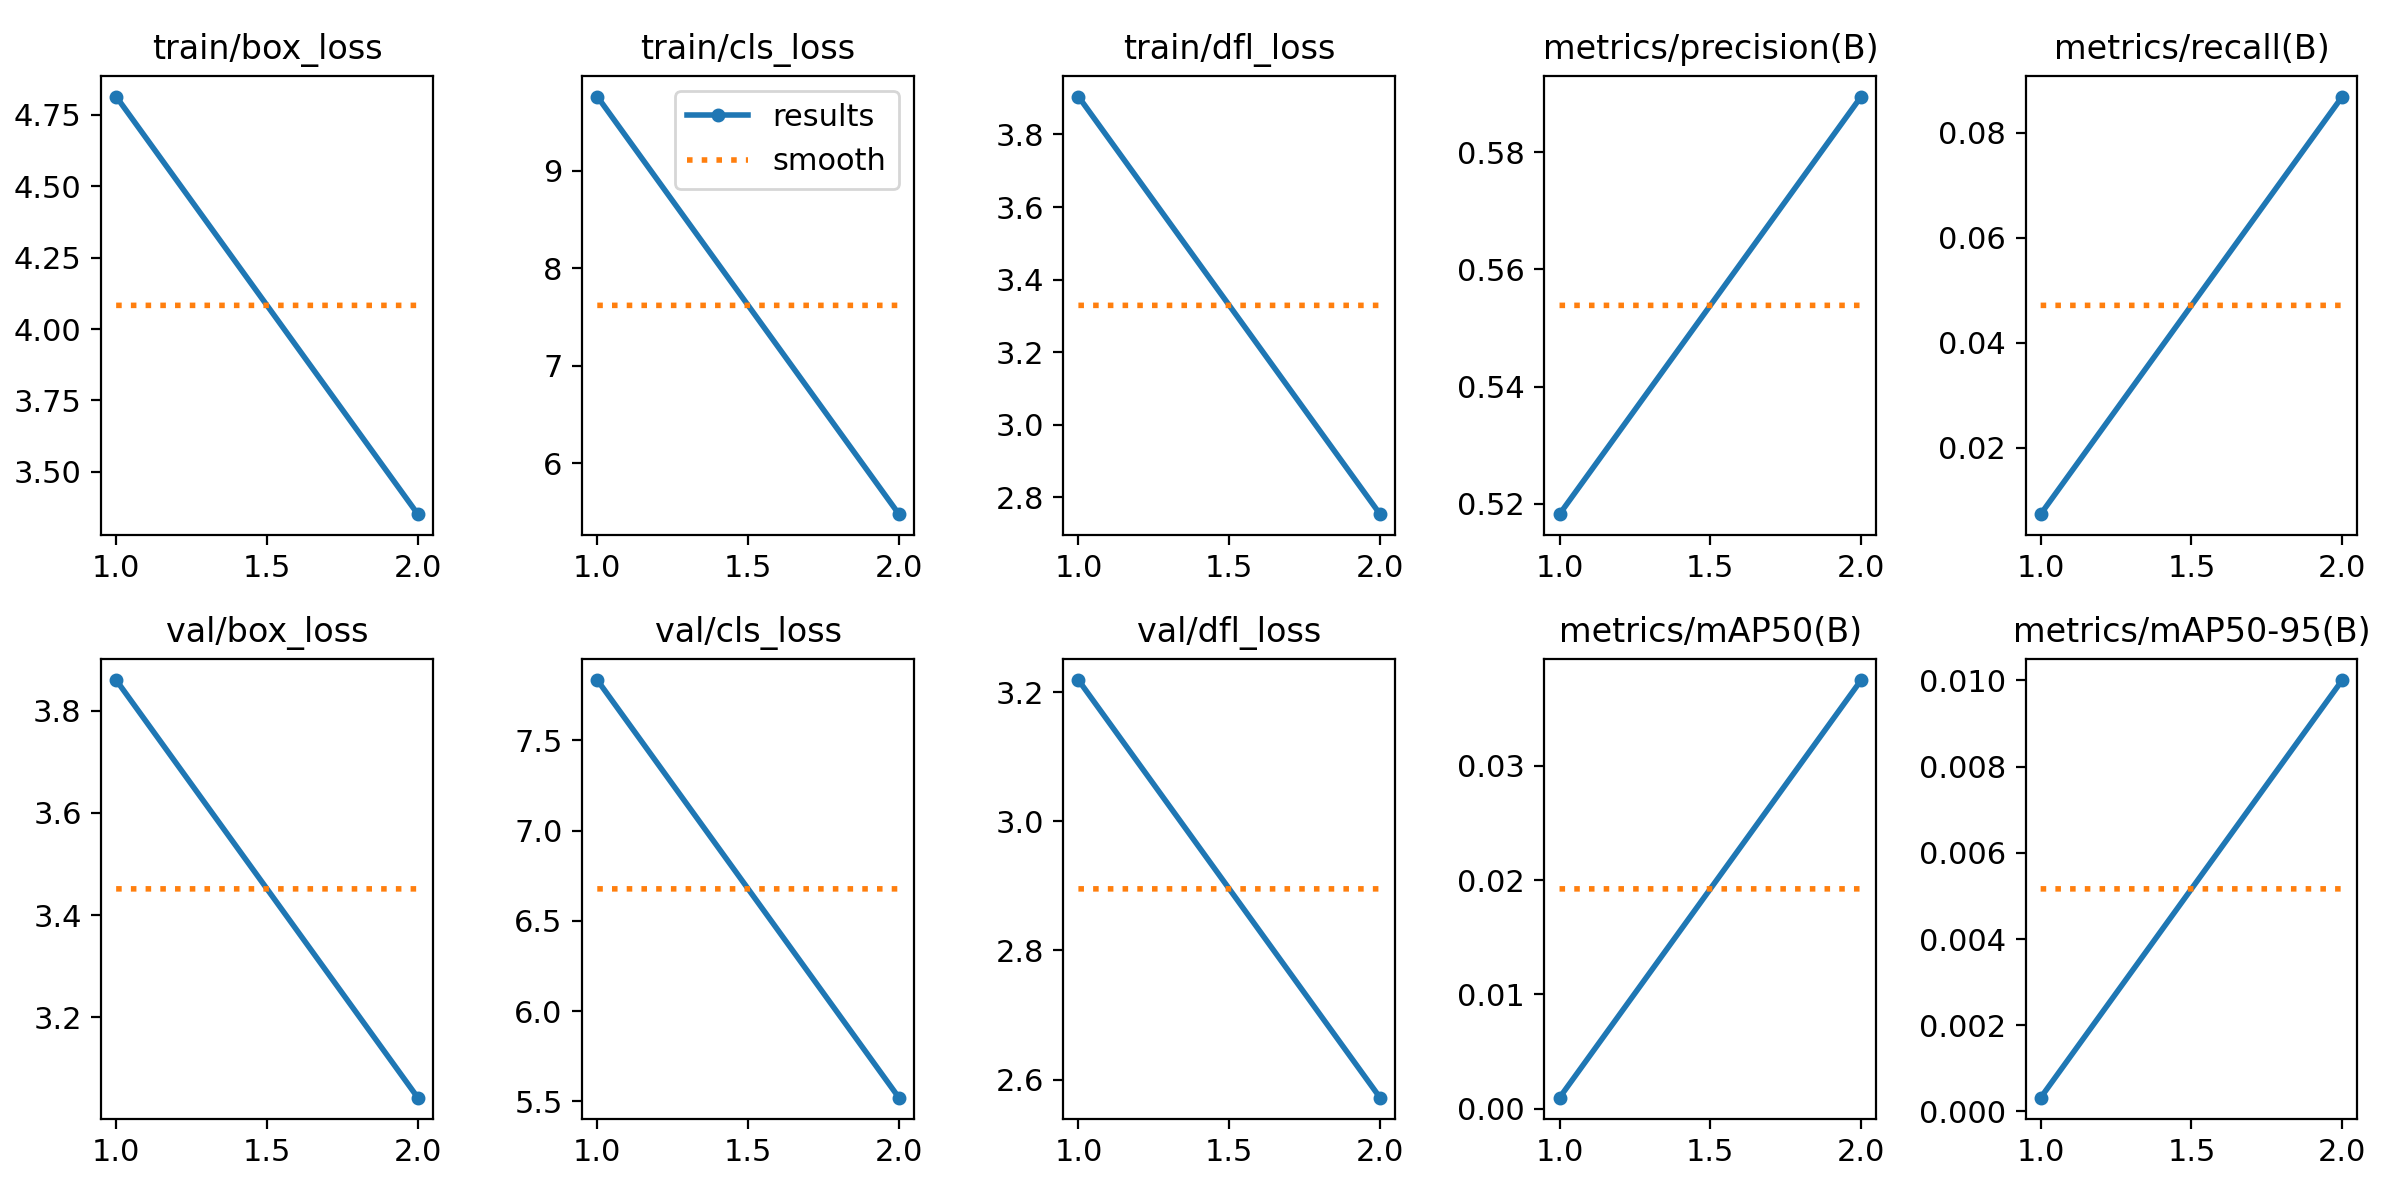 train/box_loss
4.75
4.50
4.25
4.00
3.75
3.50
1.0 1.5 2.0
train/cls_loss
results
smooth
9
8
7
6
1.0 1.5 2.0
train/dfl_loss
3.8
3.6
3.4
3.2
3.0
2.8
1.0 1.5 2.0
metrics/precision(B)
0.58
0.56
0.54
0.52
1.0 1.5 2.0
metrics/recall(B)
0.08
0.06
0.04
0.02
1.0 1.5 2.0
val/box_loss
3.8
3.6
3.4
3.2
1.0 1.5 2.0
val/cls_loss
7.5
7.0
6.5
6.0
5.5
1.0 1.5 2.0
val/dfl_loss
3.2
3.0
2.8
2.6
1.0 1.5 2.0
metrics/mAP50(B)
0.03
0.02
0.01
0.00
1.0 1.5 2.0
metrics/mAP50-95(B)
0.010
0.008
0.006
0.004
0.002
0.000
1.0 1.5 2.0